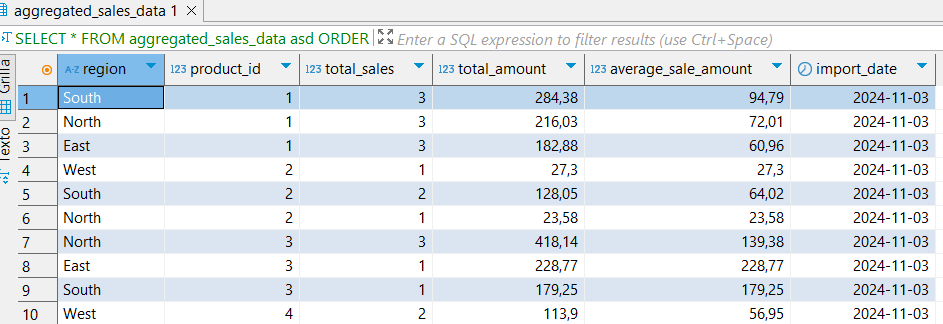 aggregated_sales_data 1
SELECT * FROM aggregated_sales_data asd ORDER Enter a SQL expression to filter results (use Ctrl+Space)
Grilla
Texto
A-Z region 123 product_id 123 total_sales 123 total_amount 123 average_sale_amount import_date
1 South 1 3 284,38 94,79 2024-11-03
2 North 1 3 216,03 72,01 2024-11-03
3 East 1 3 182,88 60,96 2024-11-03
4 West 2 1 27,3 27,3 2024-11-03
5 South 2 2 128,05 64,02 2024-11-03
6 North 2 1 23,58 23,58 2024-11-03
7 North 3 3 418,14 139,38 2024-11-03
8 East 3 1 228,77 228,77 2024-11-03
9 South 3 1 179,25 179,25 2024-11-03
10 West 4 2 113,9 56,95 2024-11-03